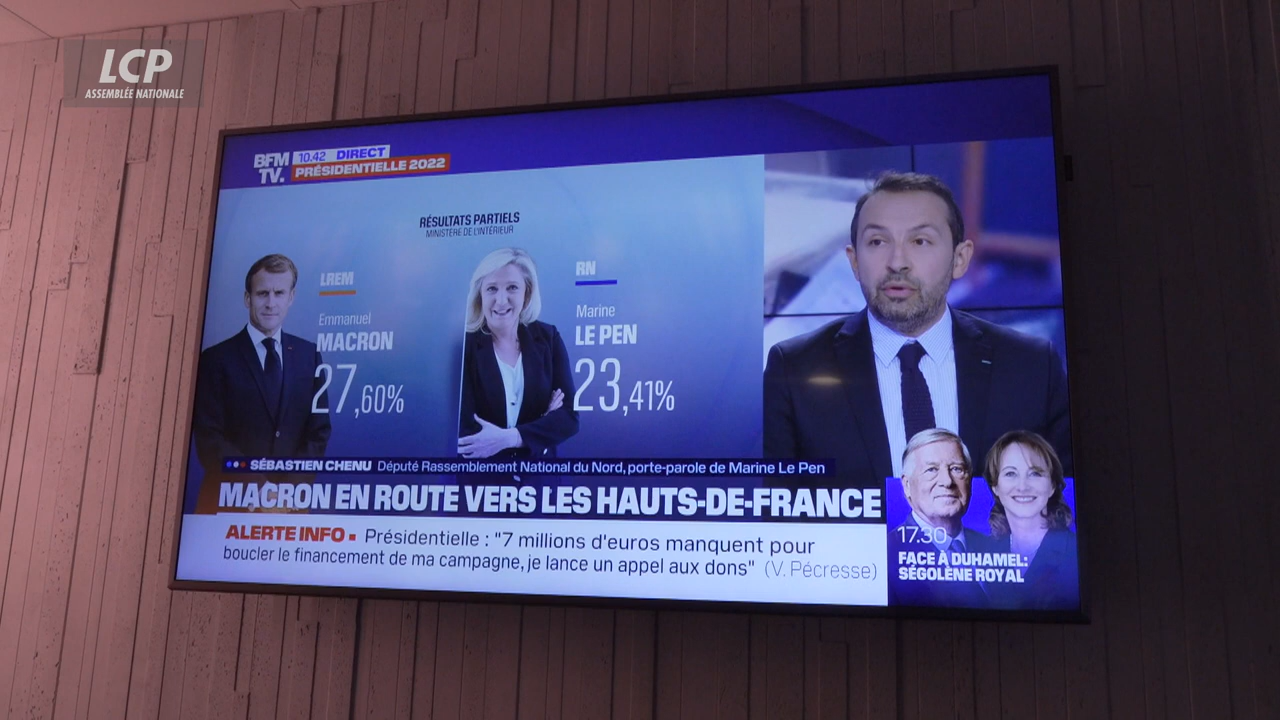 LCP
ASSEMBLÉE NATIONALE
BFM
TV.
10.42 DIRECT
PRÉSIDENTIELLE 2022
RÉSULTATS PARTIELS
MINISTÈRE DE L'INTÉRIEUR
LREM
Emmanuel
MACRON
27,60%
RN
Marine
LE PEN
23,41%
SÉBASTIEN CHENU Député Rassemblement National du Nord, porte-parole de Marine Le Pen
MACRON EN ROUTE VERS LES HAUTS-DE-FRANCE
ALERTE INFO ▪ Présidentielle : "7 millions d'euros manquent pour
boucler le financement de ma campagne, je lance un appel aux dons" (V. Pécresse)
17.30
FACE À DUHAMEL:
SÉGOLÈNE ROYAL